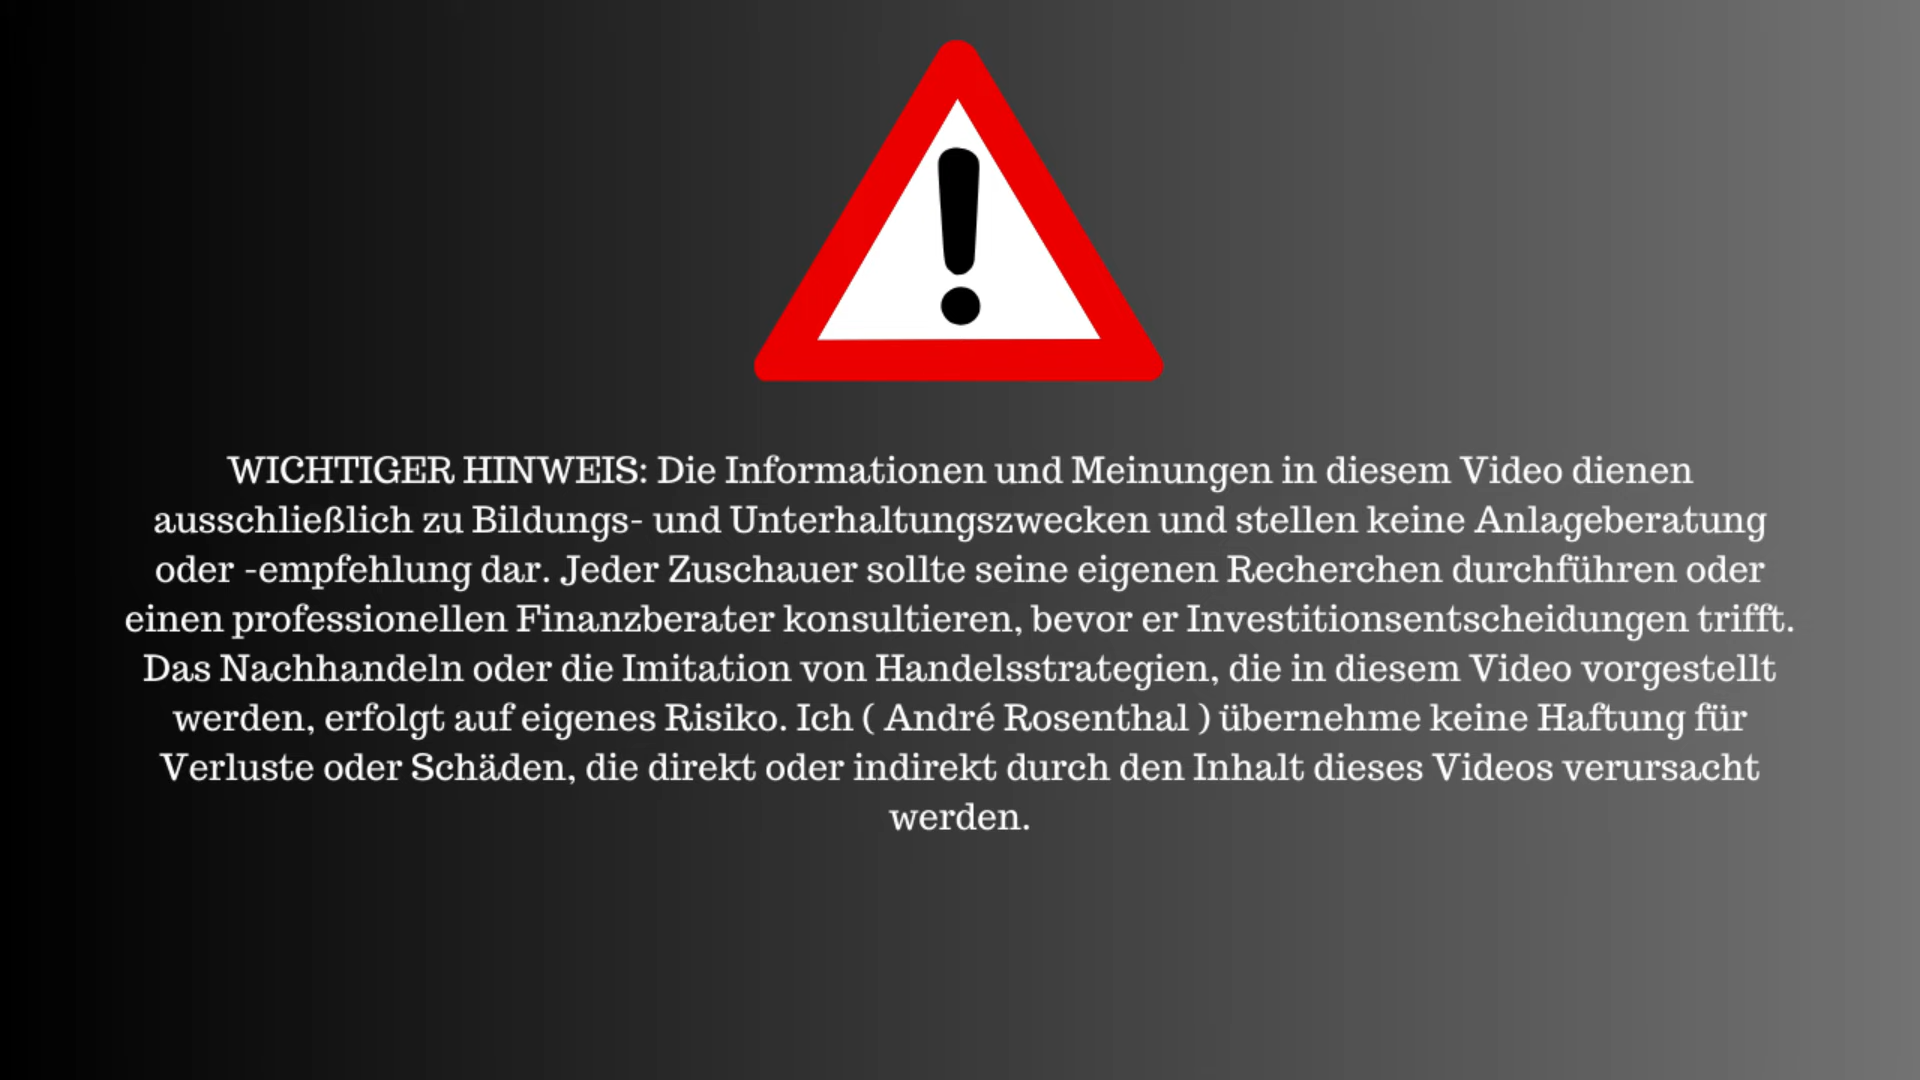 WICHTIGER HINWEIS: Die Informationen und Meinungen in diesem Video dienen
ausschließlich zu Bildungs- und Unterhaltungszwecken und stellen keine Anlageberatung
oder -empfehlung dar. Jeder Zuschauer sollte seine eigenen Recherchen durchführen oder
einen professionellen Finanzberater konsultieren, bevor er Investitionsentscheidungen trifft.
Das Nachhandeln oder die Imitation von Handelsstrategien, die in diesem Video vorgestellt
werden, erfolgt auf eigenes Risiko. Ich ( André Rosenthal ) übernehme keine Haftung für
Verluste oder Schäden, die direkt oder indirekt durch den Inhalt dieses Videos verursacht
werden.